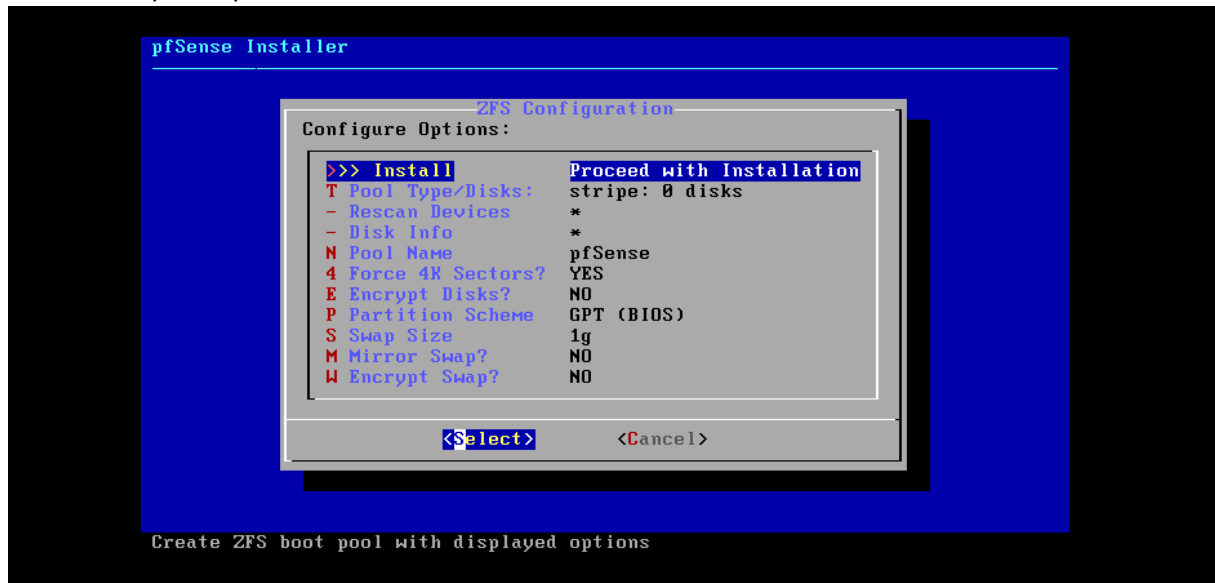 pfSense Installer
ZFS Configuration
Configure Options:
>>> Install Proceed with Installation
T Pool Type/Disks: stripe: 0 disks
- Rescan Devices *
- Disk Info *
N Pool Name pfSense
4 Force 4K Sectors? YES
E Encrypt Disks? NO
P Partition Scheme GPT (BIOS)
S Swap Size 1g
M Mirror Swap? NO
W Encrypt Swap? NO
<Select> <Cancel>
Create ZFS boot pool with displayed options